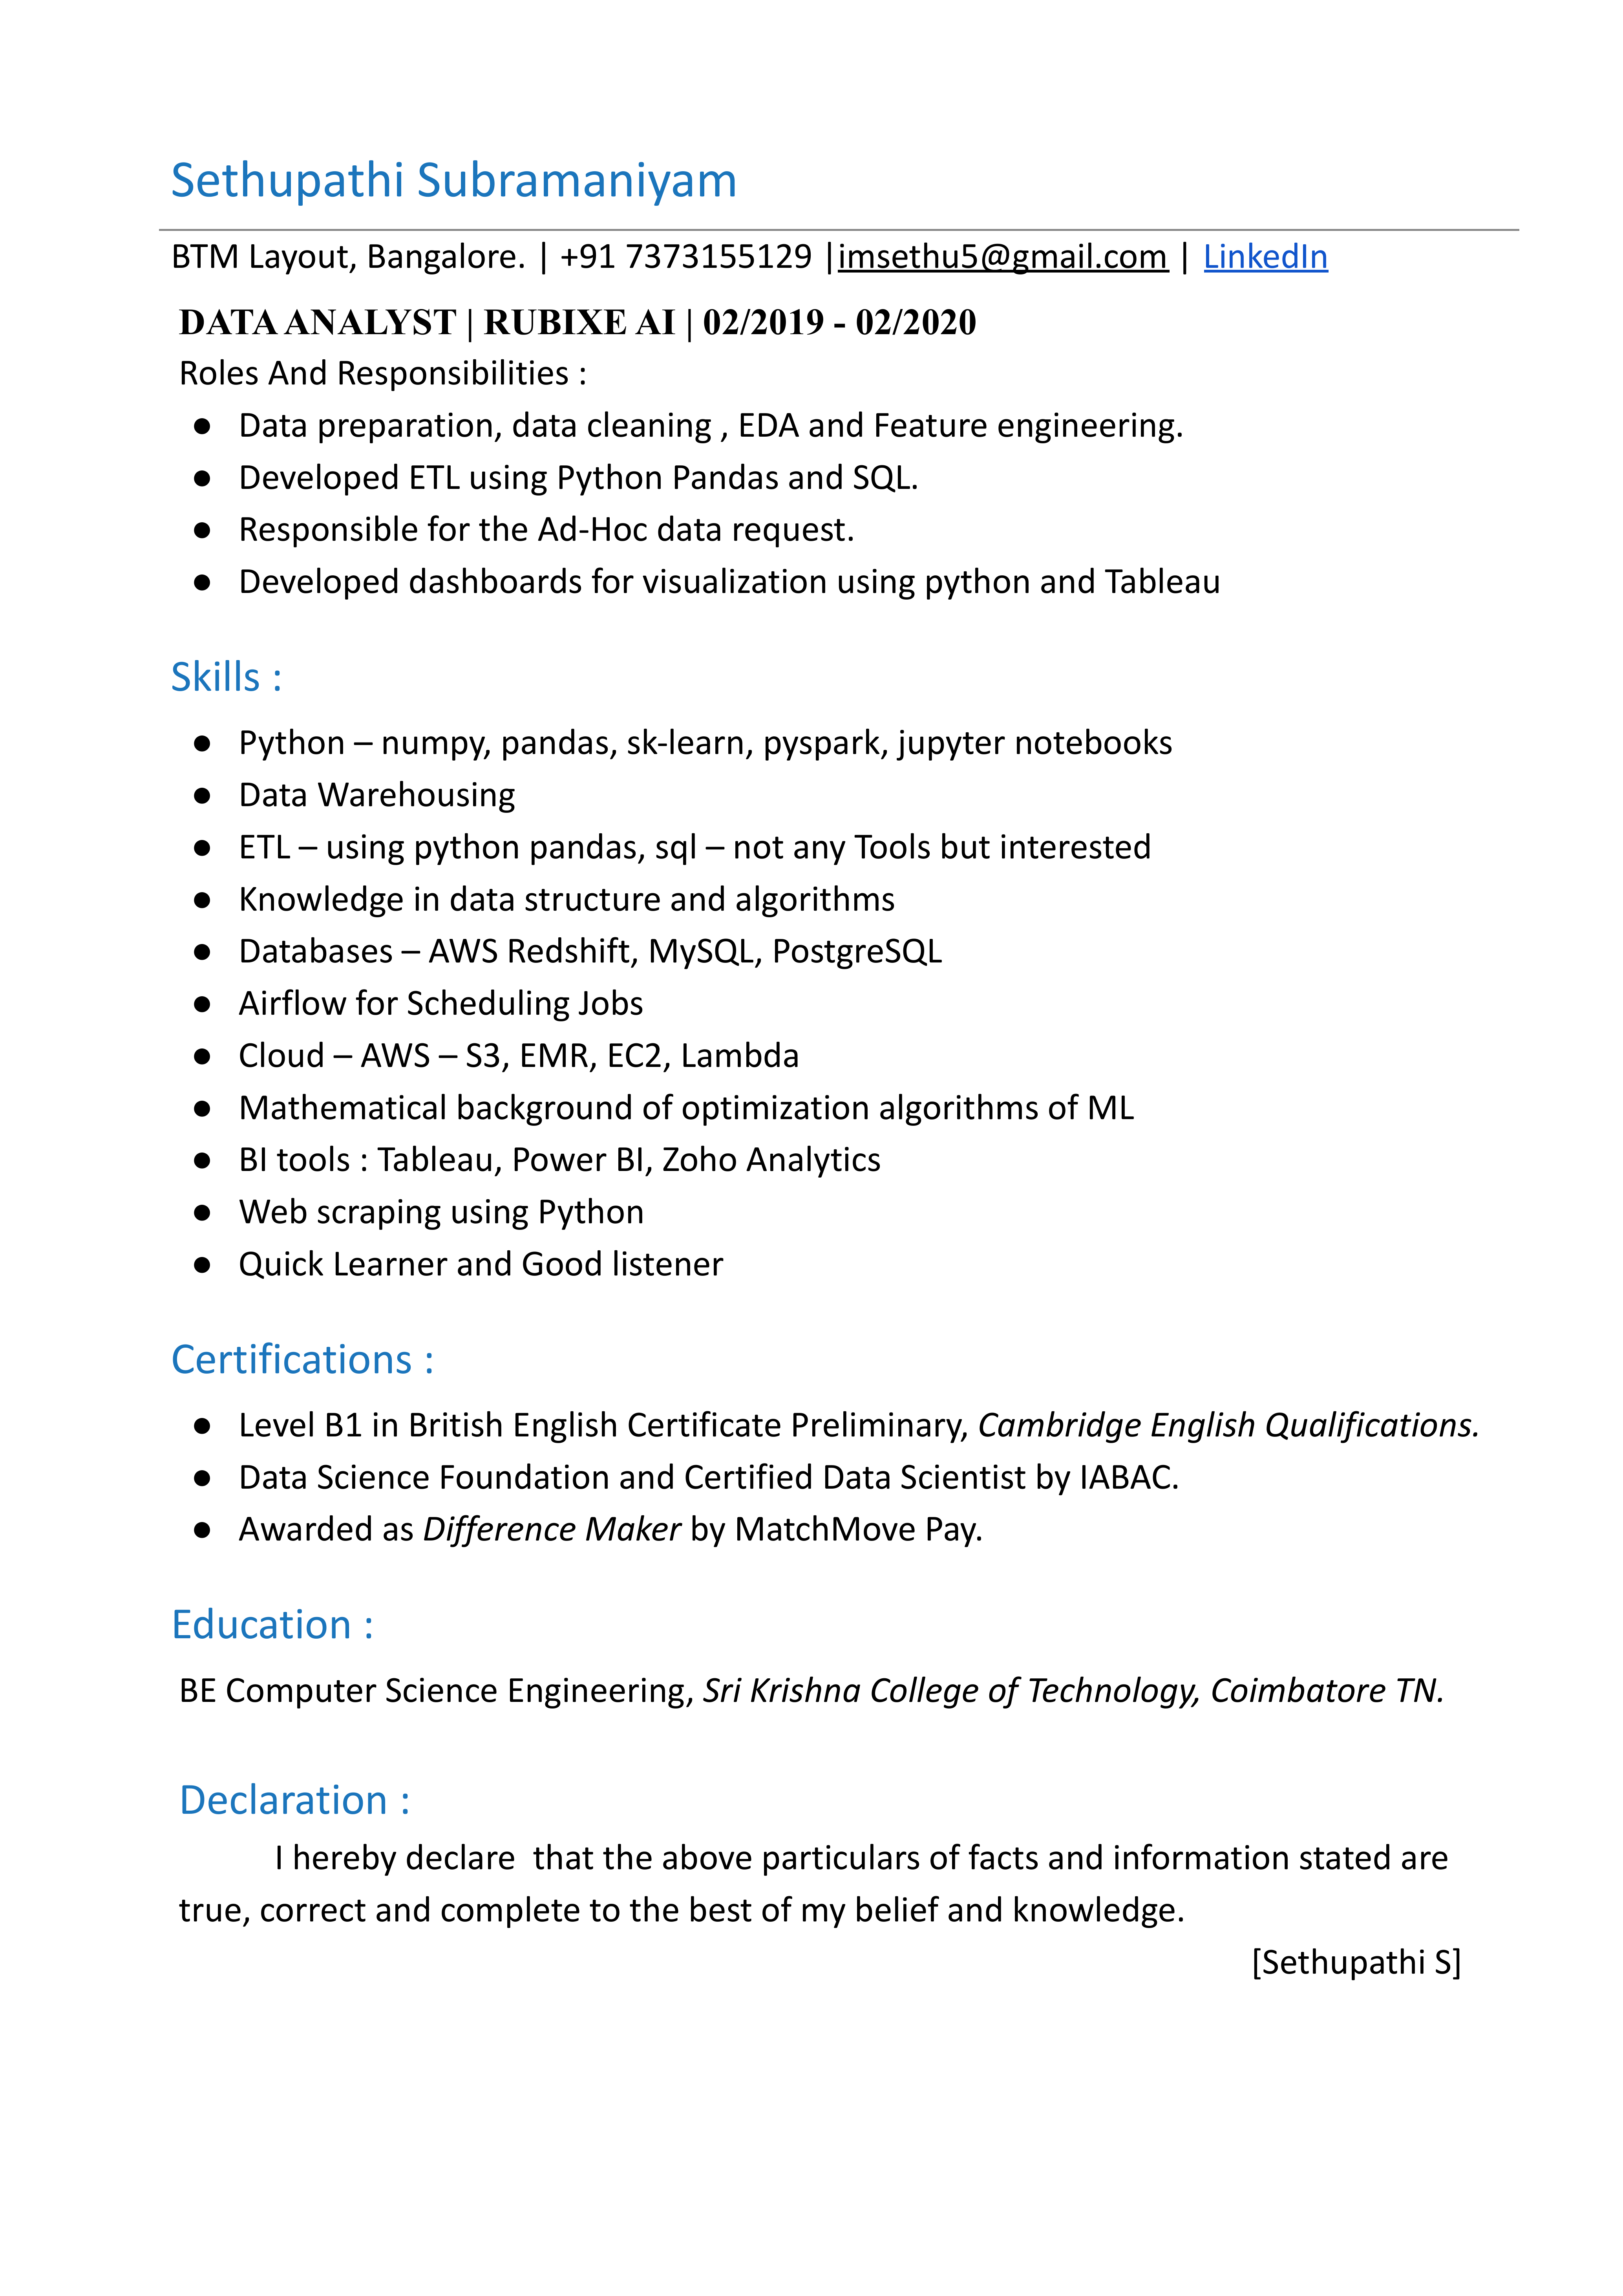 Sethupathi Subramaniyam
BTM Layout, Bangalore. | +91 7373155129 |imsethu5@gmail.com | LinkedIn
DATA ANALYST | RUBIXE AI | 02/2019 - 02/2020
Roles And Responsibilities :
● Data preparation, data cleaning , EDA and Feature engineering.
● Developed ETL using Python Pandas and SQL.
● Responsible for the Ad-Hoc data request.
● Developed dashboards for visualization using python and Tableau
Skills :
● Python – numpy, pandas, sk-learn, pyspark, jupyter notebooks
● Data Warehousing
● ETL – using python pandas, sql – not any Tools but interested
● Knowledge in data structure and algorithms
● Databases – AWS Redshift, MySQL, PostgreSQL
● Airflow for Scheduling Jobs
● Cloud – AWS – S3, EMR, EC2, Lambda
● Mathematical background of optimization algorithms of ML
● BI tools : Tableau, Power BI, Zoho Analytics
● Web scraping using Python
● Quick Learner and Good listener
Certifications :
● Level B1 in British English Certificate Preliminary, Cambridge English Qualifications.
● Data Science Foundation and Certified Data Scientist by IABAC.
● Awarded as Difference Maker by MatchMove Pay.
Education :
BE Computer Science Engineering, Sri Krishna College of Technology, Coimbatore TN.
Declaration :
I hereby declare  that the above particulars of facts and information stated are
true, correct and complete to the best of my belief and knowledge.
[Sethupathi S]